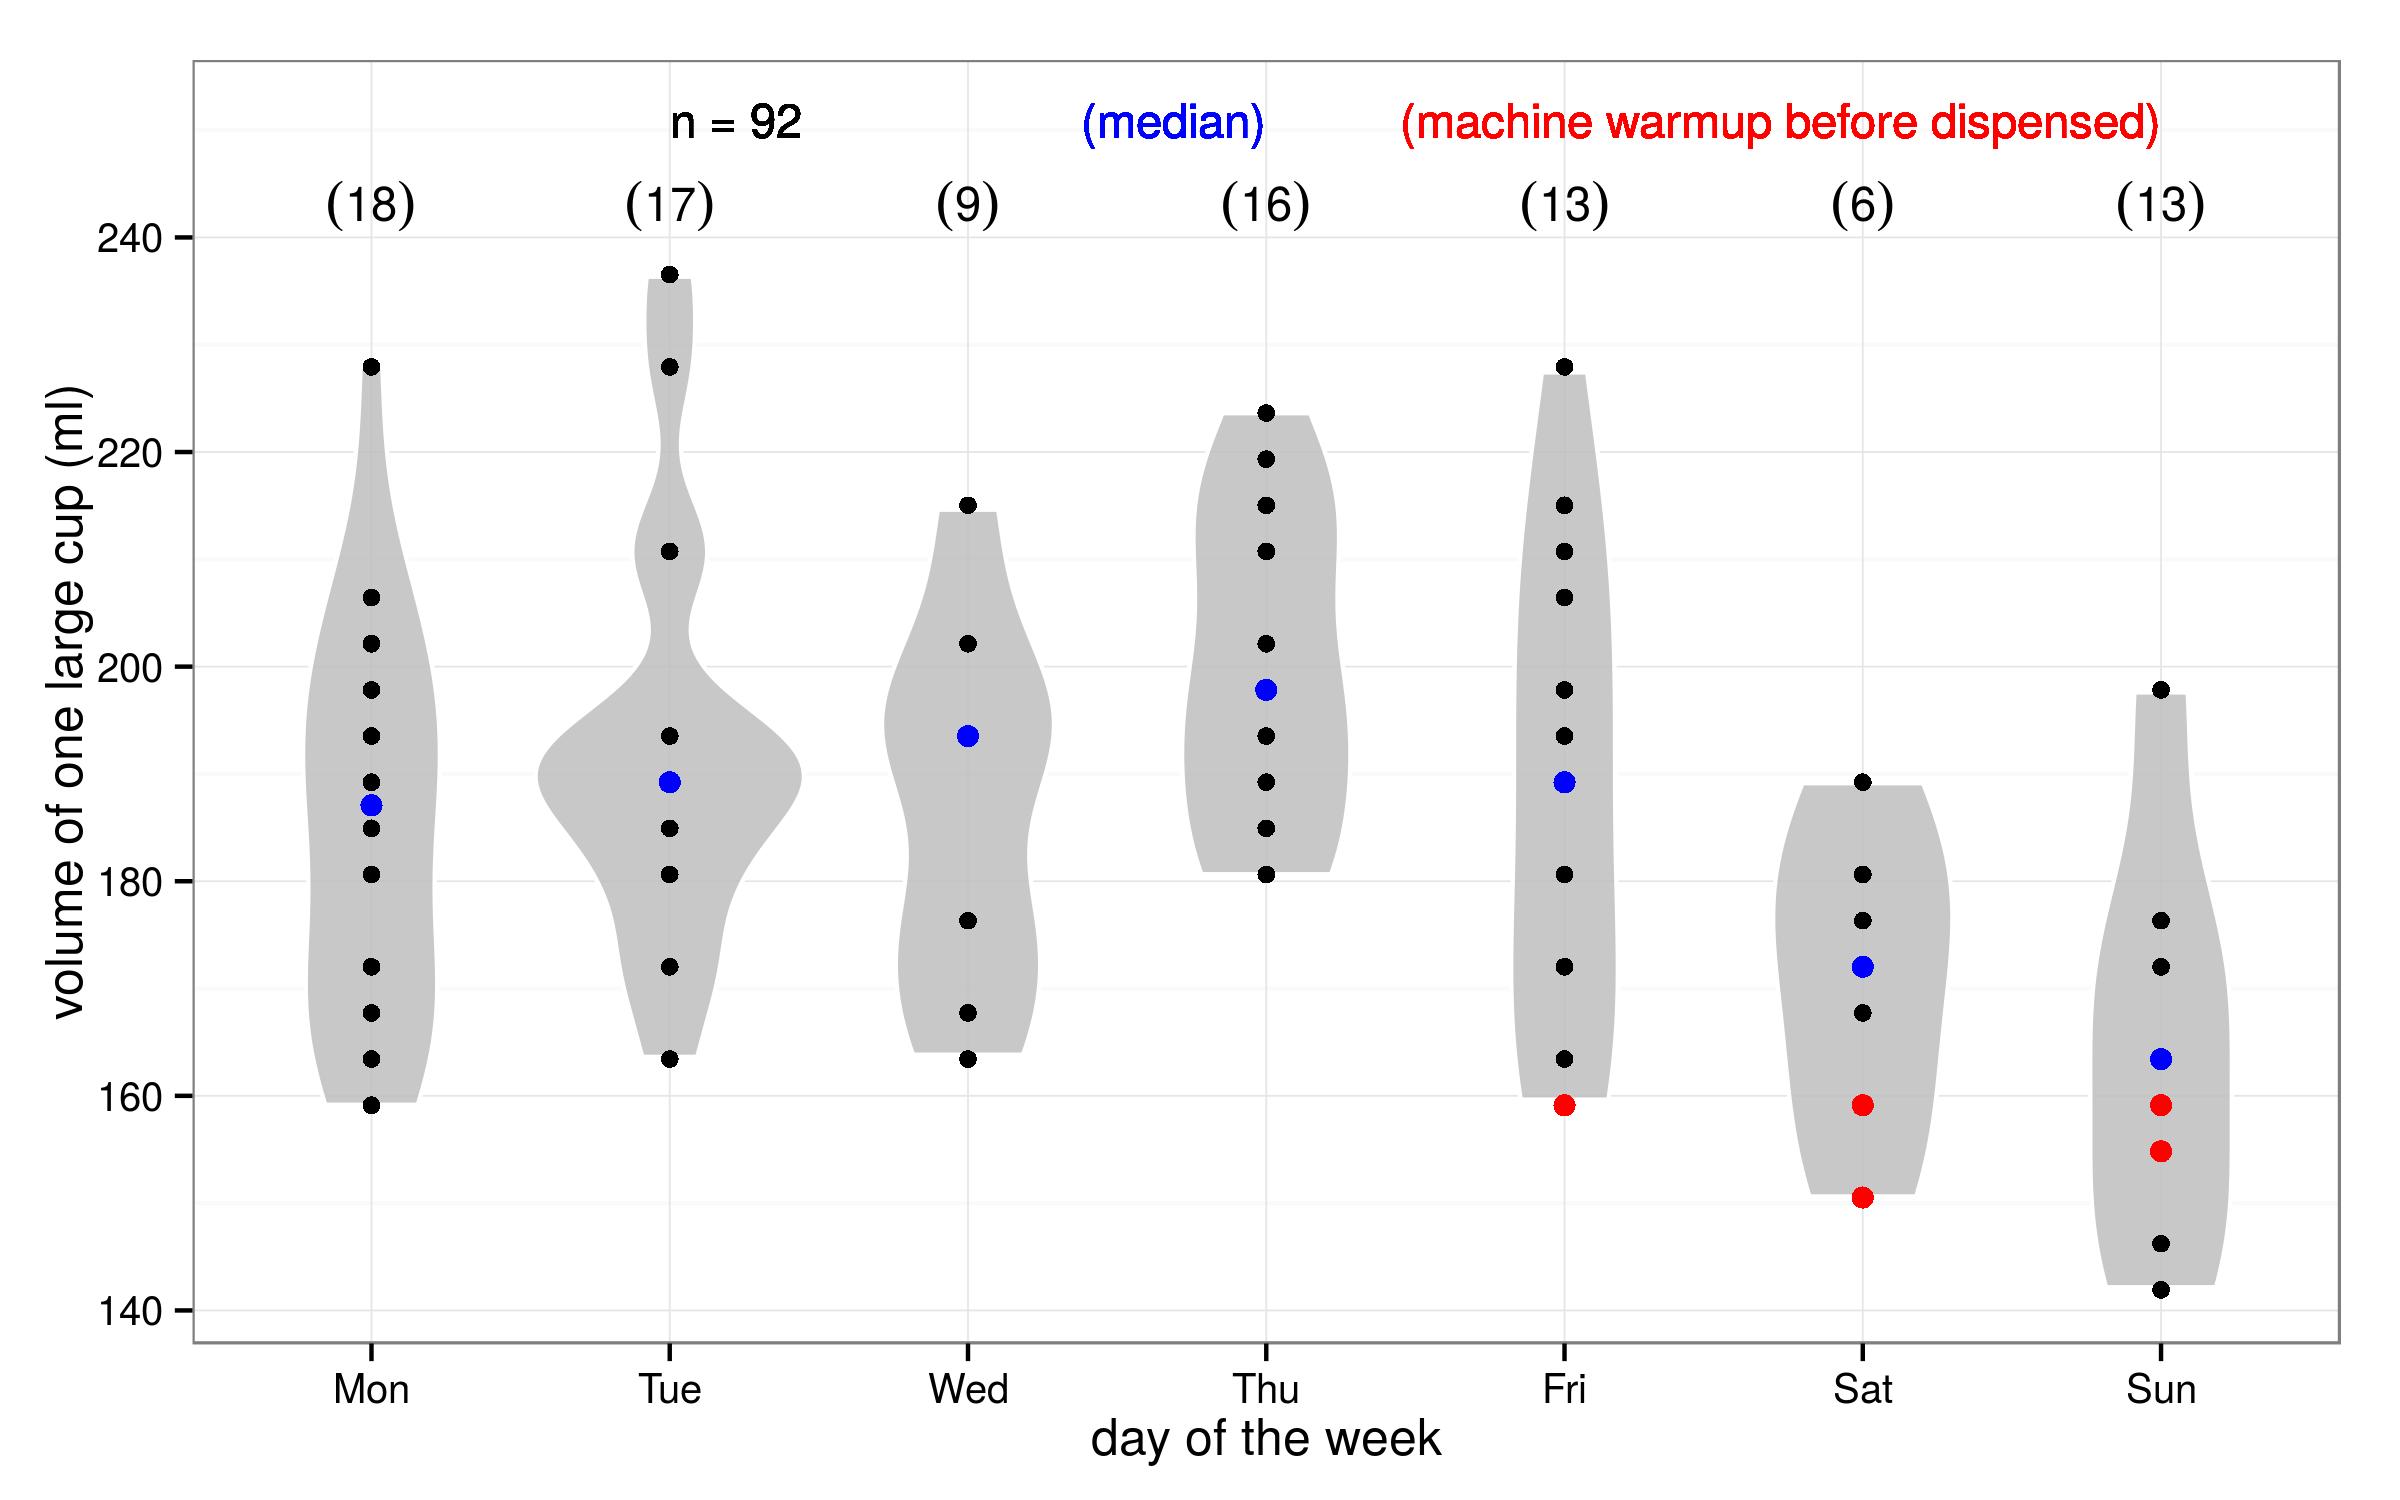 n = 92 (median) (machine warmup before dispensed)
(18) (17) (9) (16) (13) (6) (13)
240
220
200
180
160
140
volume of one large cup (ml)
Mon Tue Wed Thu Fri Sat Sun
day of the week